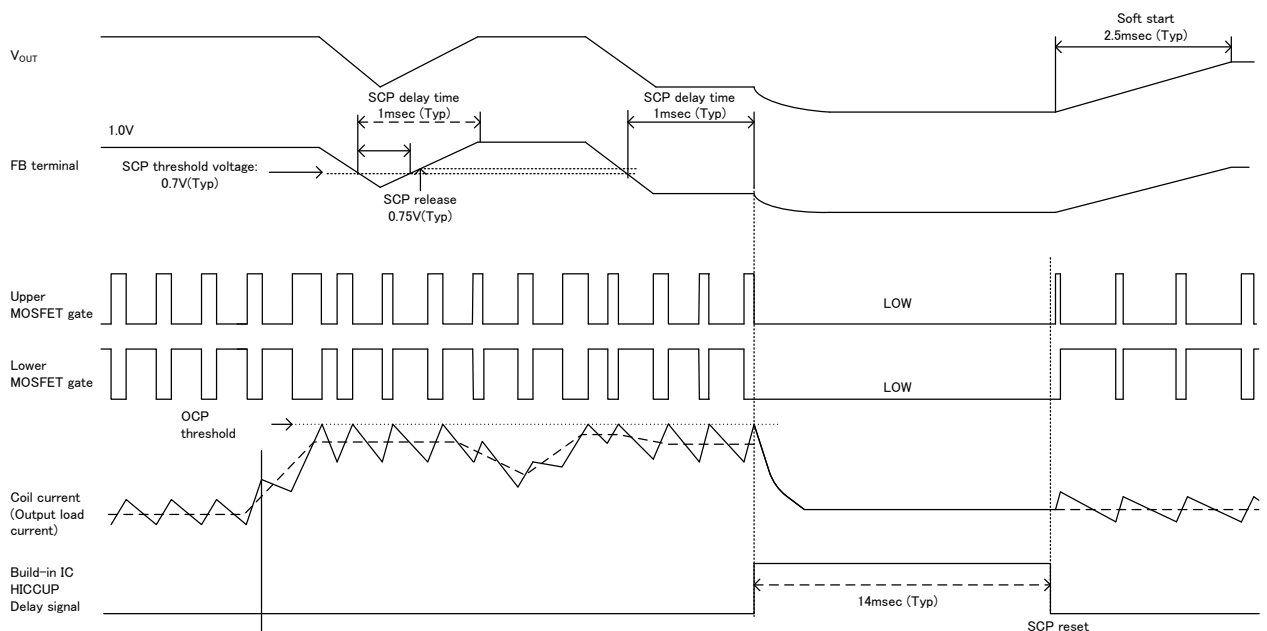 Soft start
2.5msec (Typ)
VOUT
SCP delay time
1msec (Typ)
SCP delay time
1msec (Typ)
1.0V
FB terminal
SCP threshold voltage:
0.7V(Typ)
SCP release
0.75V(Typ)
Upper
MOSFET gate
LOW
Lower
MOSFET gate
LOW
OCP
threshold
Coil current
(Output load
current)
Build-in IC
HICCUP
Delay signal
14msec (Typ)
SCP reset